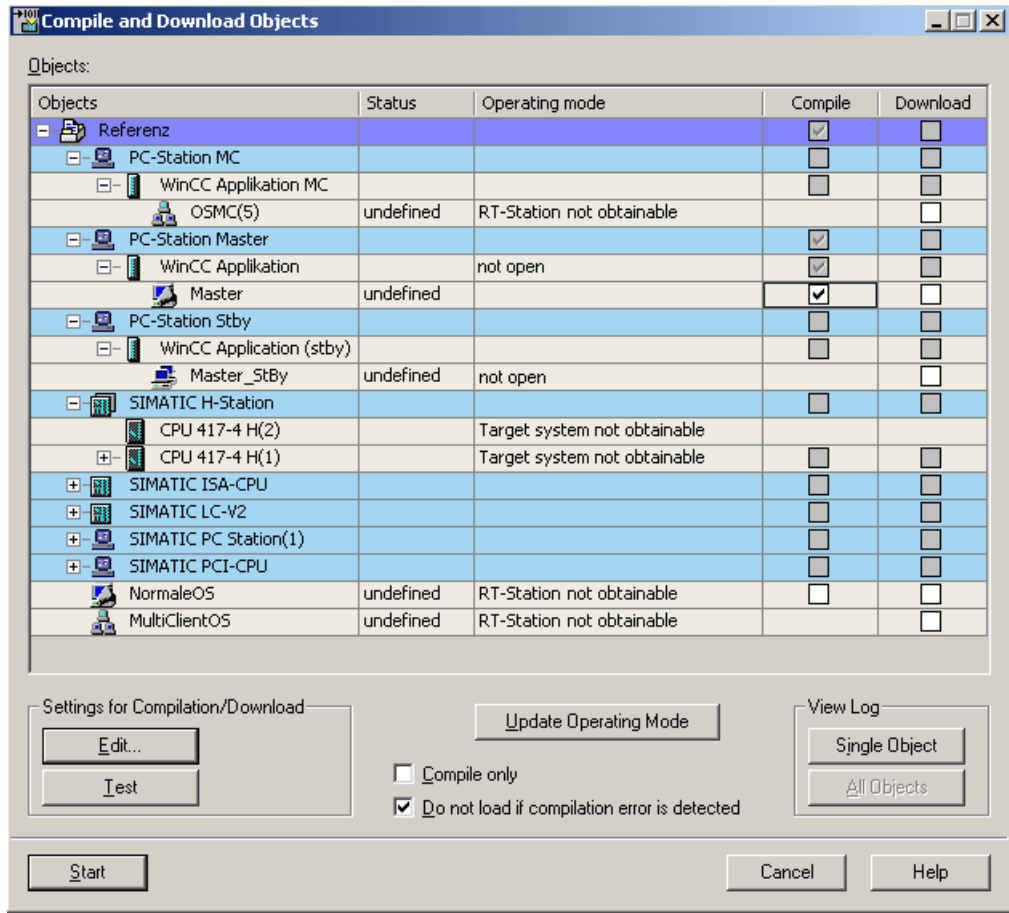 Compile and Download Objects
Objects:
Objects Status Operating mode Compile Download
Referenz
PC-Station MC
WinCC Applikation MC
OSMC(5) undefined RT-Station not obtainable
PC-Station Master
WinCC Applikation not open
Master undefined
PC-Station Stby
WinCC Application (stby)
Master_StBy undefined not open
SIMATIC H-Station
CPU 417-4 H(2) Target system not obtainable
CPU 417-4 H(1) Target system not obtainable
SIMATIC ISA-CPU
SIMATIC LC-V2
SIMATIC PC Station(1)
SIMATIC PCI-CPU
NormaleOS undefined RT-Station not obtainable
MultiClientOS undefined RT-Station not obtainable
Settings for Compilation/Download
Edit...
Test
Update Operating Mode
Compile only
Do not load if compilation error is detected
View Log
Single Object
All Objects
Start Cancel Help